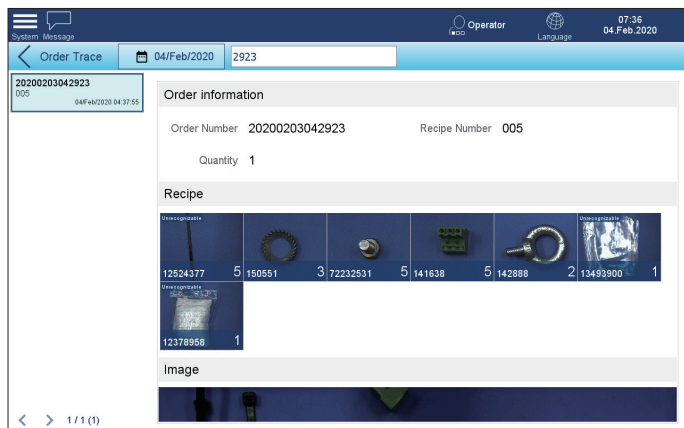 System Message
Operator
Language
07:36
04.Feb.2020
Order Trace
04/Feb/2020
2923
20200203042923
005
04/Feb/2020 04:37:55
Order information
Order Number 20200203042923 Recipe Number 005
Quantity 1
Recipe
Unrecognizable
Unrecognizable
12524377 5 150551 3 72232531 5 141638 5 142888 2 13493900 1
Unrecognizable
12378958 1
Image
1 / 1 (1)